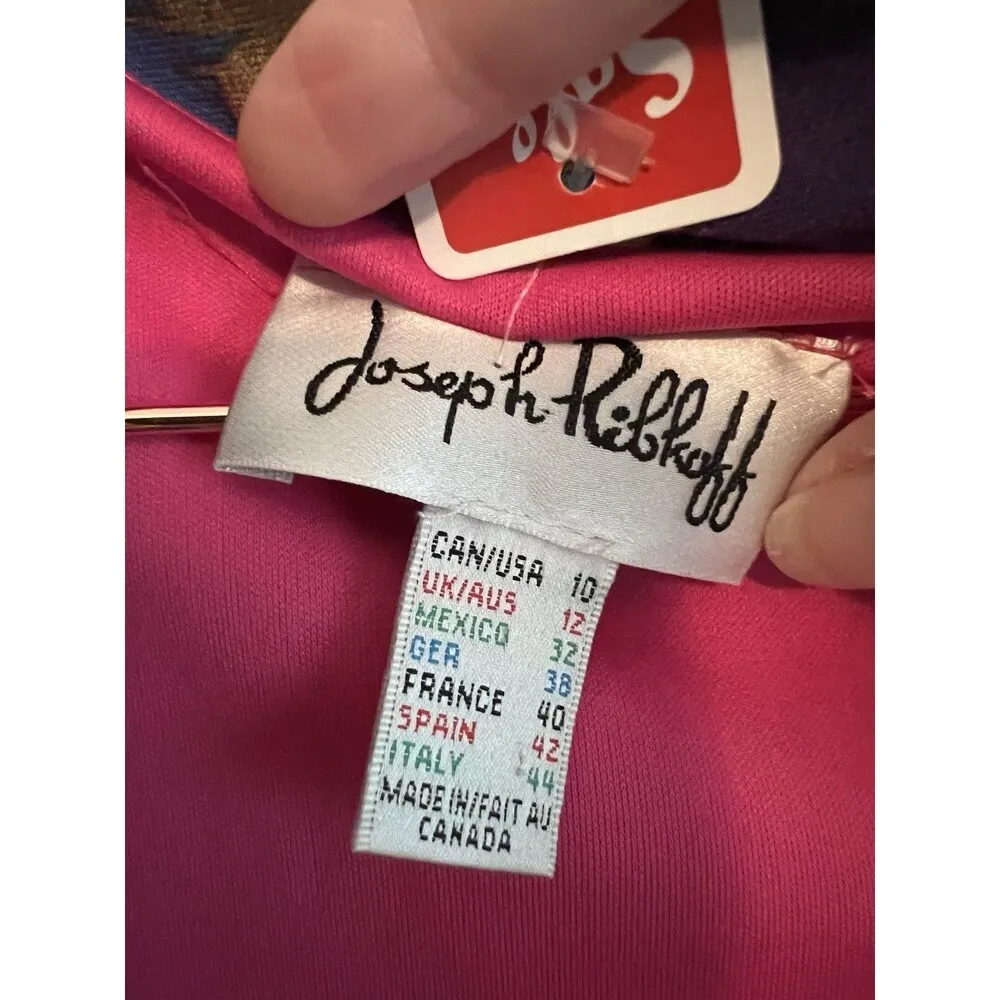 Sale
Joseph Ribkoff
CAN/USA 10
UK/AUS 12
MEXICO 32
GER 38
FRANCE 40
SPAIN 42
ITALY 44
MADE IN/FAIT AU
CANADA